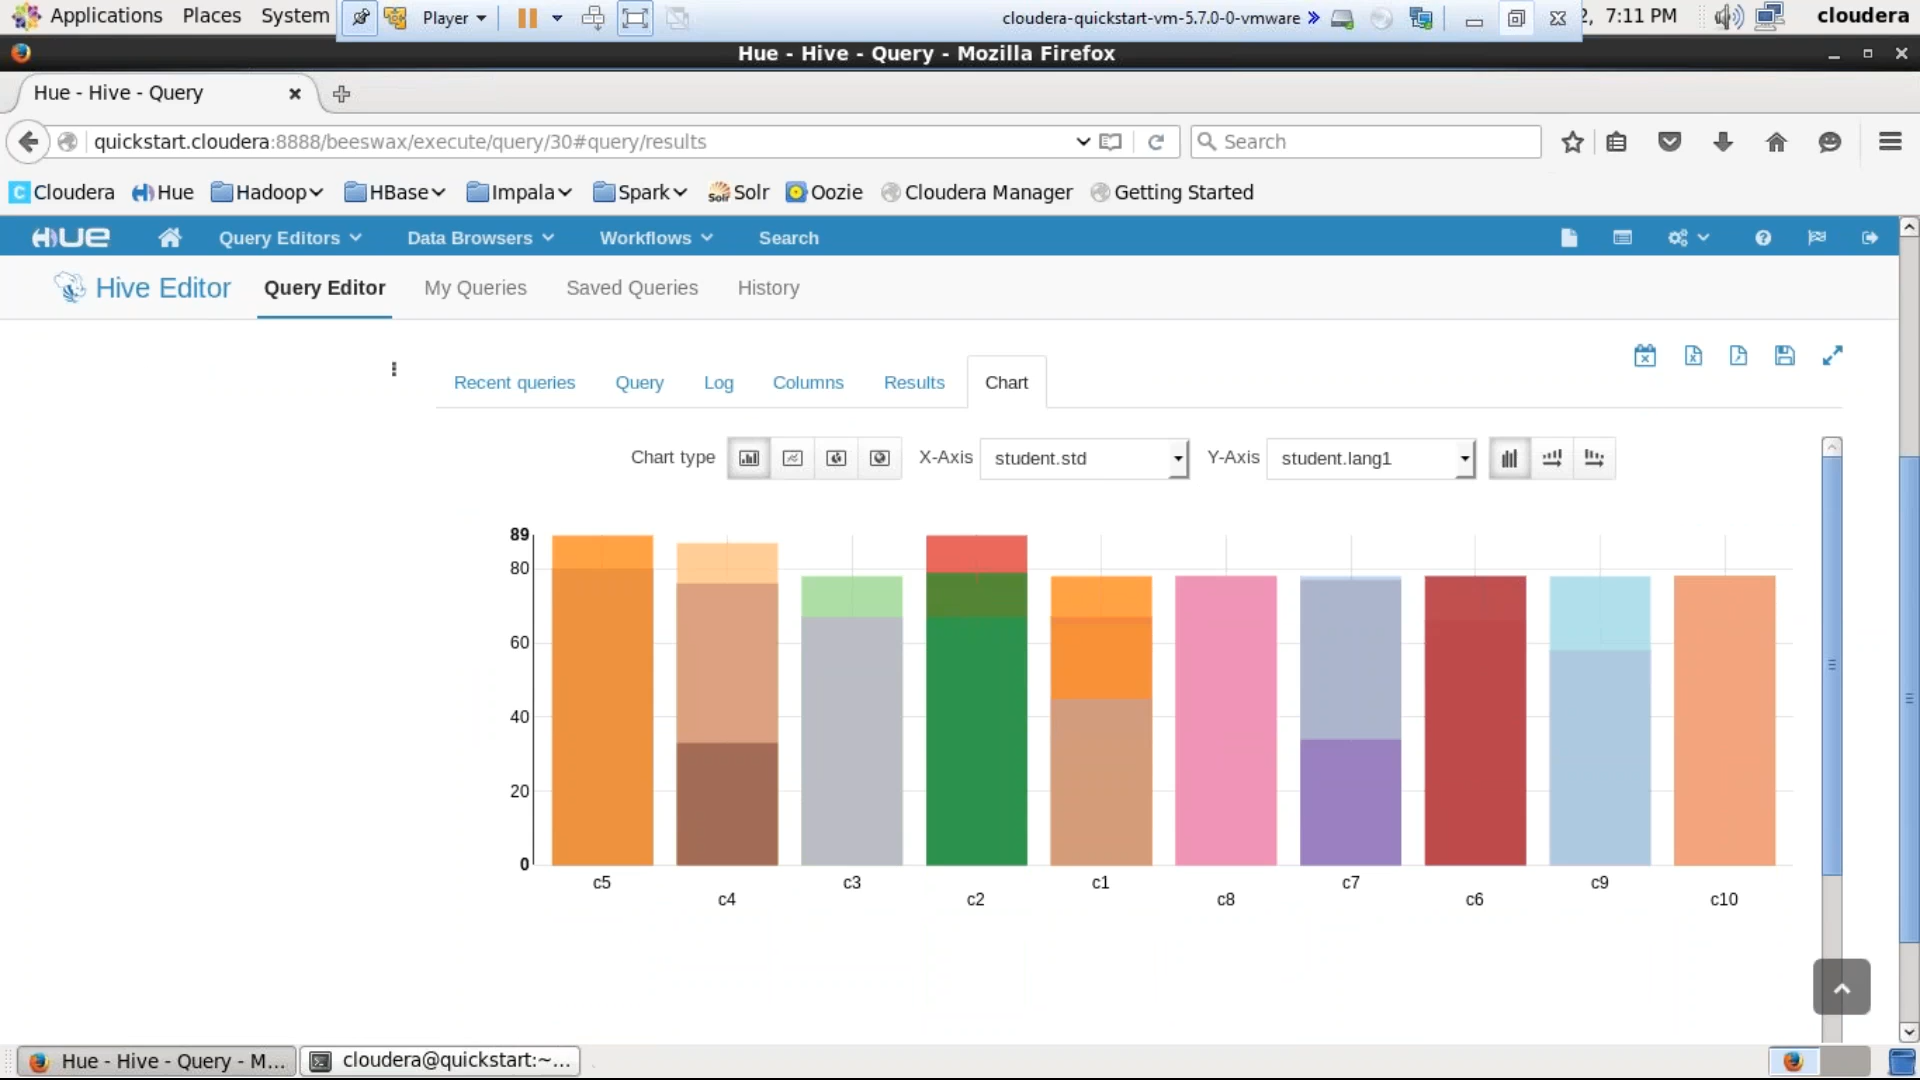 Applications Places System Player cloudera-quickstart-vm-5.7.0-0-vmware 2, 7:11 PM cloudera
Hue - Hive - Query - Mozilla Firefox
Hue - Hive - Query
quickstart.cloudera:8888/beeswax/execute/query/30#query/results Search
Cloudera Hue Hadoop HBase Impala Spark Solr Oozie Cloudera Manager Getting Started
HUE Query Editors Data Browsers Workflows Search
Hive Editor Query Editor My Queries Saved Queries History
Recent queries Query Log Columns Results Chart
Chart type X-Axis student.std Y-Axis student.lang1
89
80
60
40
20
0
c5 c4 c3 c2 c1 c8 c7 c6 c9 c10
Hue - Hive - Query - M... cloudera@quickstart:~...